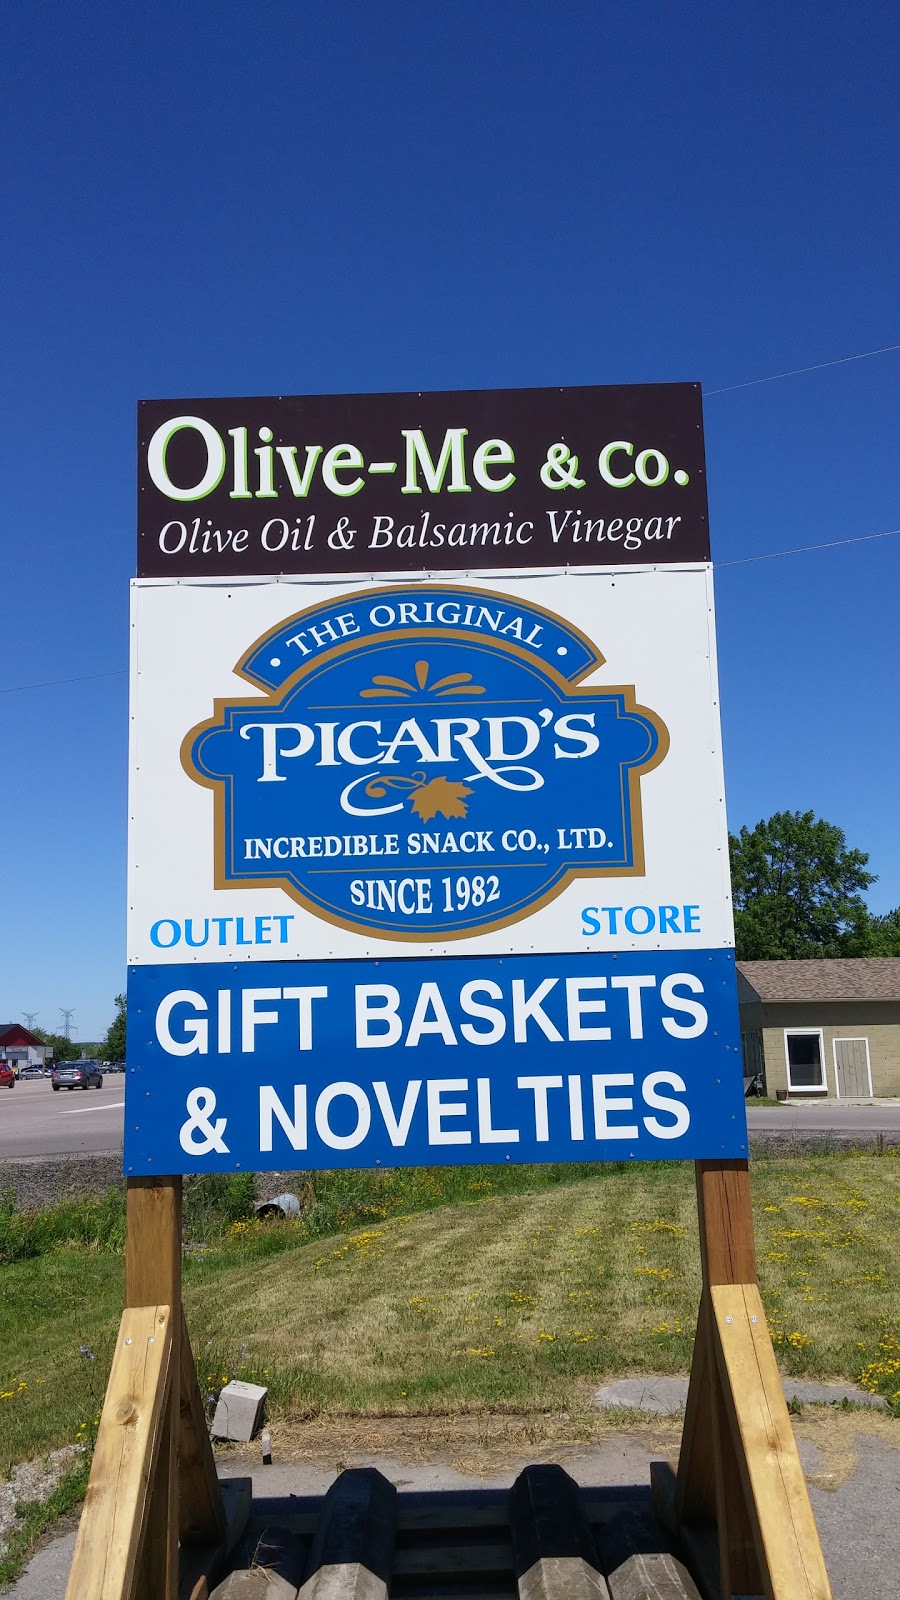 Olive-Me & Co.
Olive Oil & Balsamic Vinegar
• THE ORIGINAL •
PICARD'S
INCREDIBLE SNACK CO., LTD.
SINCE 1982
OUTLET STORE
GIFT BASKETS
& NOVELTIES